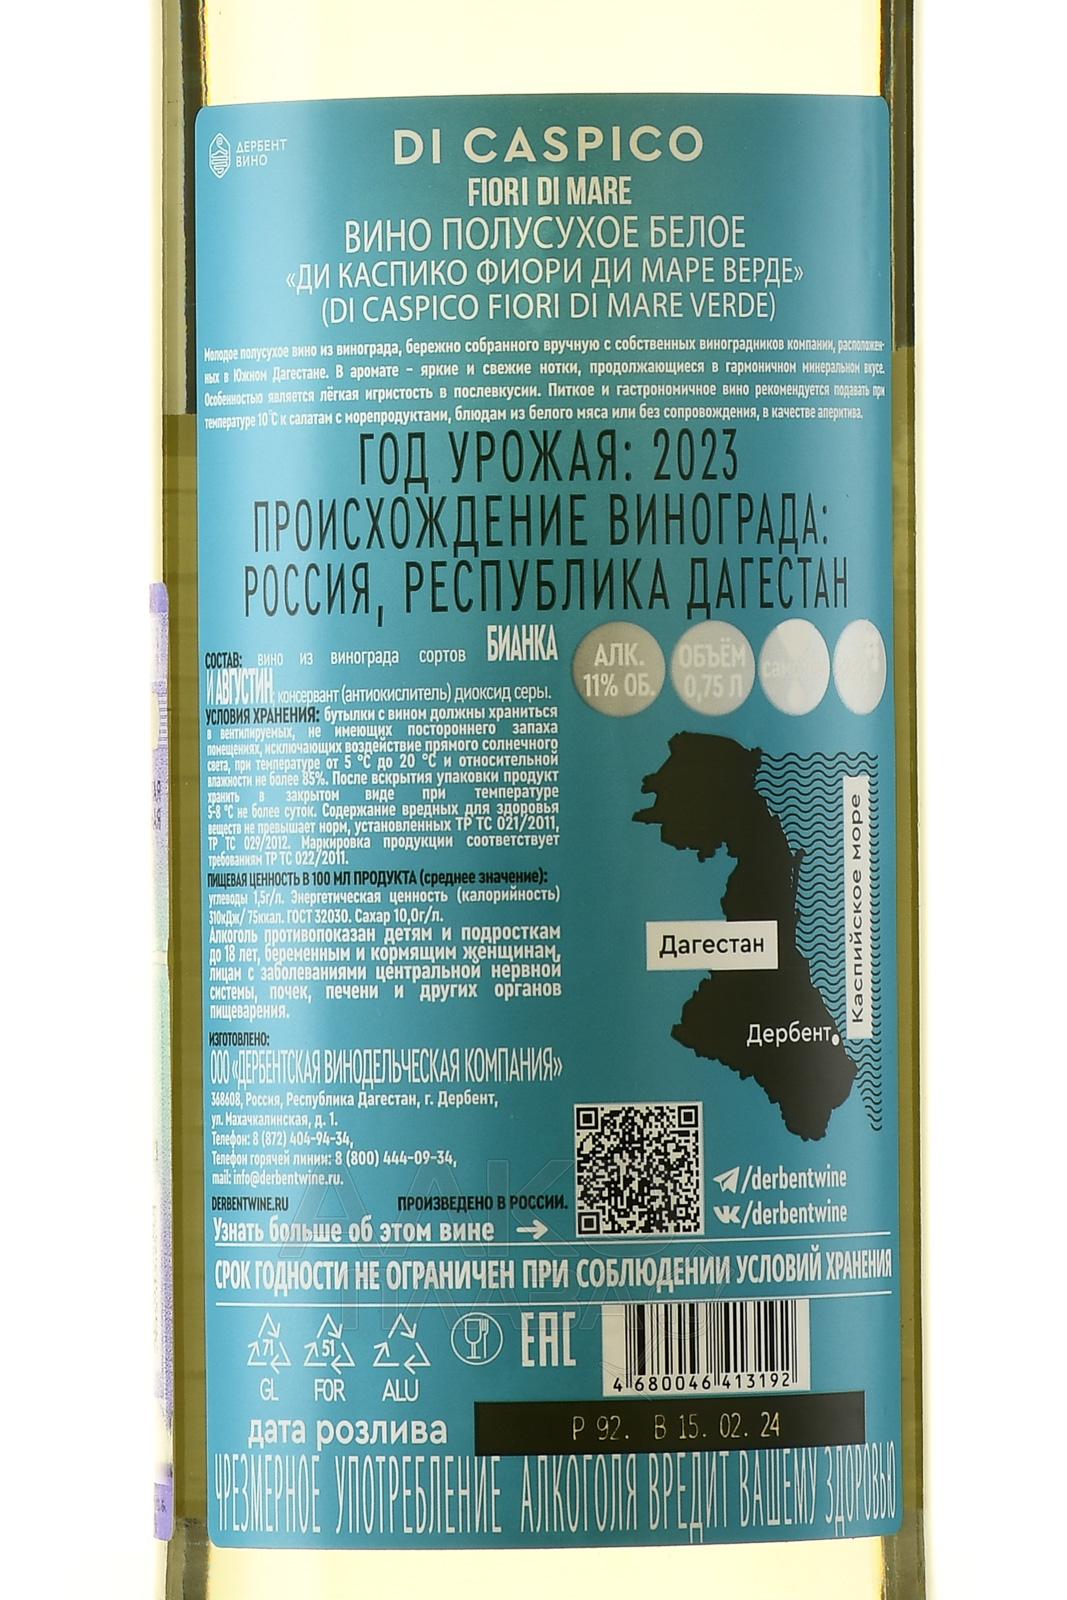 ДЕРБЕНТ
ВИНО
DI CASPICO
FIORI DI MARE
ВИНО ПОЛУСУХОЕ БЕЛОЕ
«ДИ КАСПИКО ФИОРИ ДИ МАРЕ ВЕРДЕ»
(DI CASPICO FIORI DI MARE VERDE)
Молодое полусухое вино из винограда, бережно собранного вручную с собственных виноградников компании, расположен-
ных в Южном Дагестане. В аромате – яркие и свежие нотки, продолжающиеся в гармоничном минеральном вкусе.
Особенностью является лёгкая игристость в послевкусии. Питкое и гастрономичное вино рекомендуется подавать при
температуре 10 °С к салатам с морепродуктами, блюдам из белого мяса или без сопровождения, в качестве аперитива.
ГОД УРОЖАЯ: 2023
ПРОИСХОЖДЕНИЕ ВИНОГРАДА:
РОССИЯ, РЕСПУБЛИКА ДАГЕСТАН
СОСТАВ: вино из винограда сортов БИАНКА
И АВГУСТИН, консервант (антиокислитель) диоксид серы.
УСЛОВИЯ ХРАНЕНИЯ: бутылки с вином должны храниться
в вентилируемых, не имеющих постороннего запаха
помещениях, исключающих воздействие прямого солнечного
света, при температуре от 5 °С до 20 °С и относительной
влажности не более 85%. После вскрытия упаковки продукт
хранить в закрытом виде при температуре
5-8 °С не более суток. Содержание вредных для здоровья
веществ не превышает норм, установленных ТР ТС 021/2011,
ТР ТС 029/2012. Маркировка продукции соответствует
требованиям ТР ТС 022/2011.
ПИЩЕВАЯ ЦЕННОСТЬ В 100 МЛ ПРОДУКТА (среднее значение):
углеводы 1,5г/л. Энергетическая ценность (калорийность)
310кДж/ 75ккал. ГОСТ 32030. Сахар 10,0г/л.
Алкоголь противопоказан детям и подросткам
до 18 лет, беременным и кормящим женщинам,
лицам с заболеваниями центральной нервной
системы, почек, печени и других органов
пищеварения.
ИЗГОТОВЛЕНО:
ООО «ДЕРБЕНТСКАЯ ВИНОДЕЛЬЧЕСКАЯ КОМПАНИЯ»
368608, Россия, Республика Дагестан, г. Дербент,
ул. Махачкалинская, д. 1.
Телефон: 8 (872) 404-94-34,
Телефон горячей линии: 8 (800) 444-09-34,
mail: info@derbentwine.ru.
DERBENTWINE.RU ПРОИЗВЕДЕНО В РОССИИ.
Узнать больше об этом вине
АЛК.
11% ОБ.
ОБЪЁМ
0,75 Л
Дагестан
Каспийское море
Дербент
/derbentwine
/derbentwine
СРОК ГОДНОСТИ НЕ ОГРАНИЧЕН ПРИ СОБЛЮДЕНИИ УСЛОВИЙ ХРАНЕНИЯ
71 51
GL FOR ALU
EAC
4 680046 413192
дата розлива
Р 92. В 15. 02. 24
ЧРЕЗМЕРНОЕ УПОТРЕБЛЕНИЕ АЛКОГОЛЯ ВРЕДИТ ВАШЕМУ ЗДОРОВЬЮ